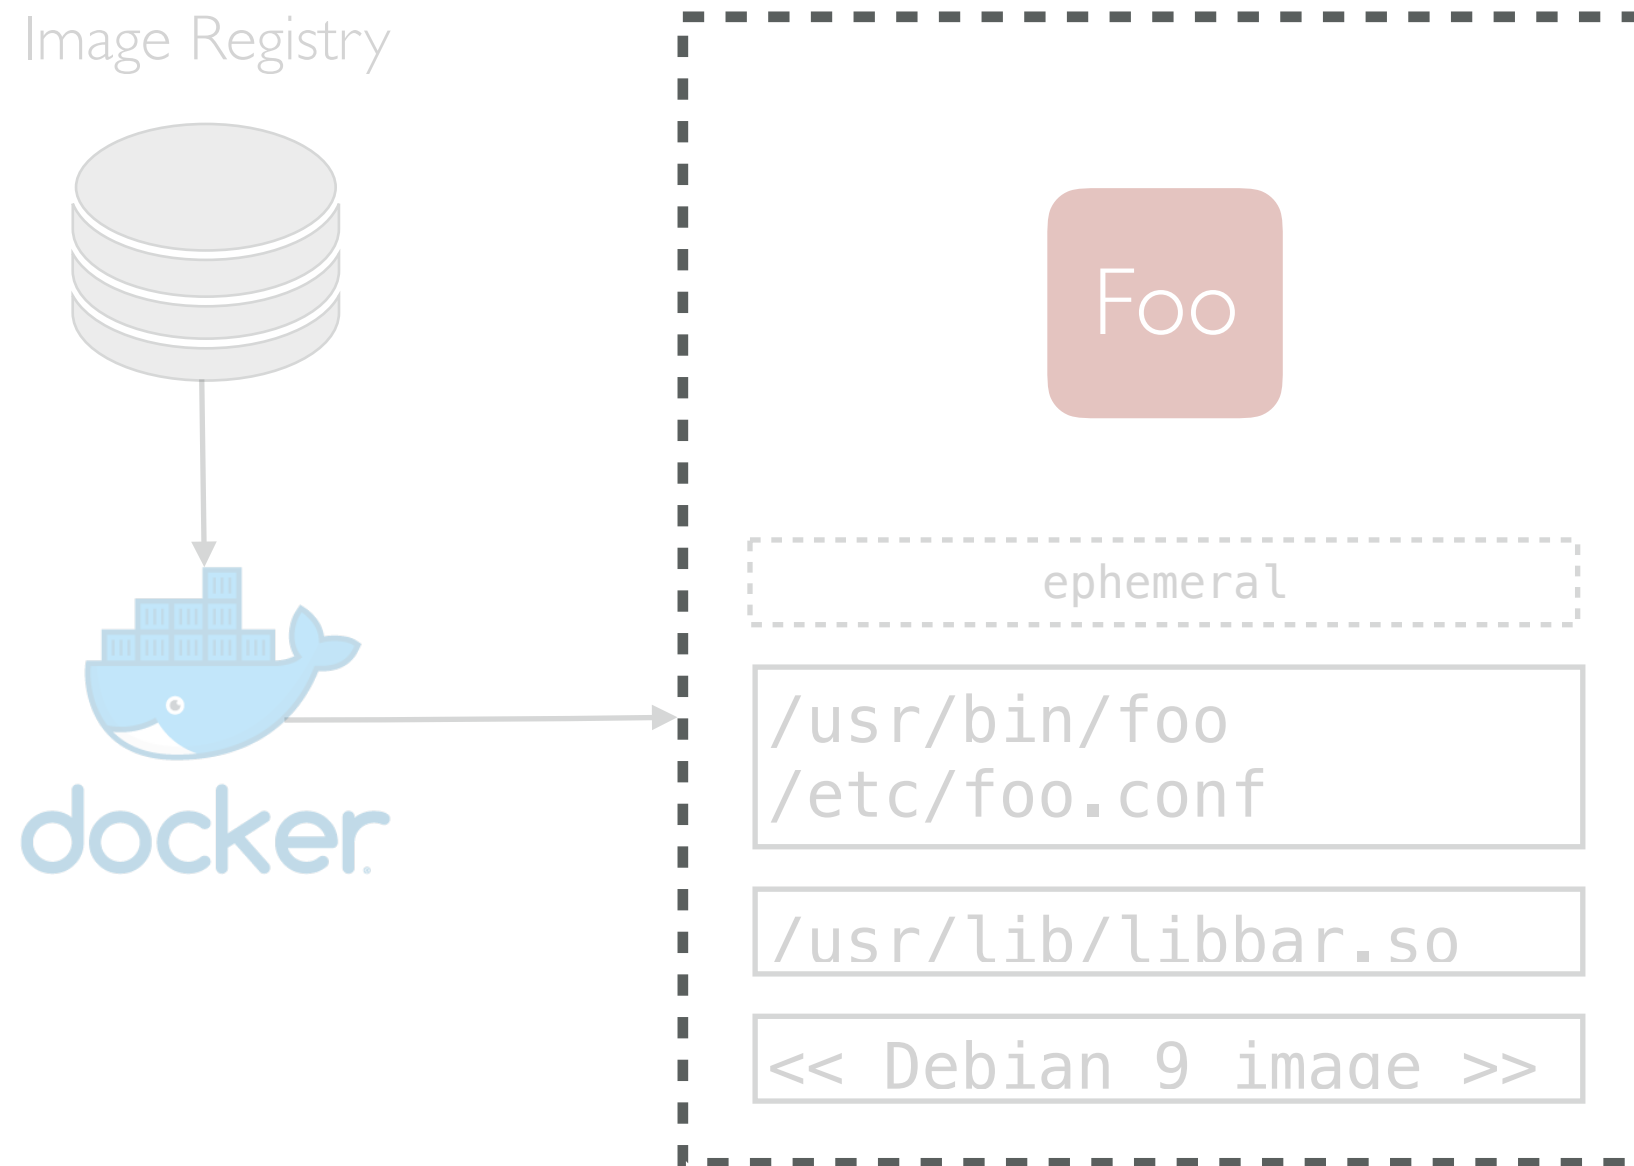 Image Registry
Foo
ephemeral
/usr/bin/foo
/etc/foo.conf
/usr/lib/libbar.so
<< Debian 9 image >>
docker